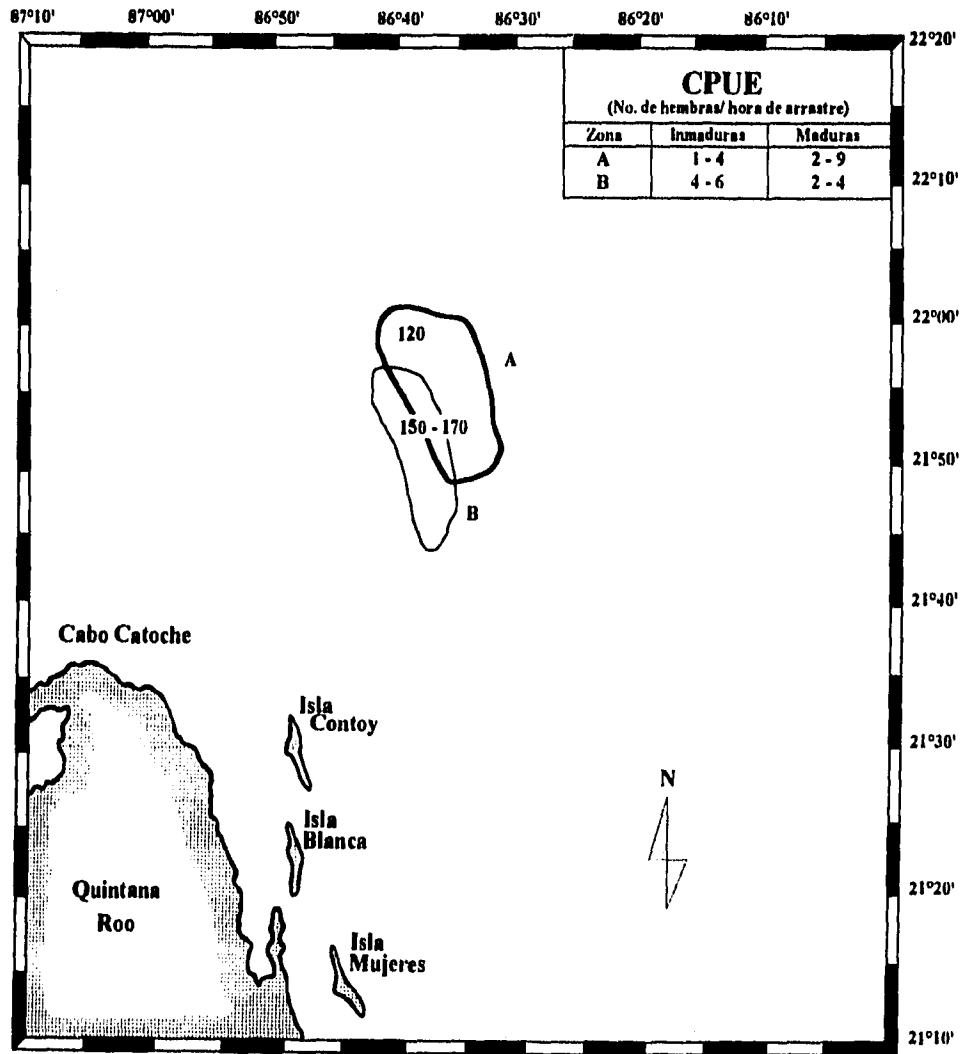 87°10' 87°00' 86°50' 86°40' 86°30' 86°20' 86°10'
22°20'
CPUE
(No. de hembras/ hora de arrastre)
Zona Inmaduras Maduras
A 1 - 4 2 - 9
B 4 - 6 2 - 4
22°10'
22°00'
120
A
150 - 170
21°50'
B
21°40'
Cabo Catoche
Isla
Contoy
21°30'
N
Isla
Blanca
21°20'
Quintana
Roo
Isla
Mujeres
21°10'